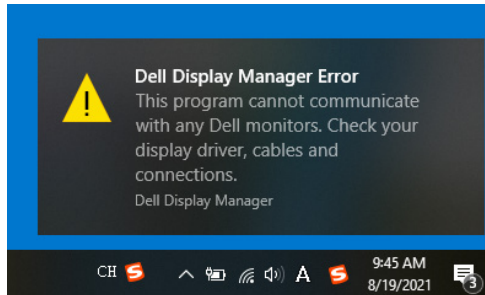 Dell Display Manager Error
This program cannot communicate
with any Dell monitors. Check your
display driver, cables and
connections.
Dell Display Manager
CH S A S 9:45 AM
8/19/2021 3